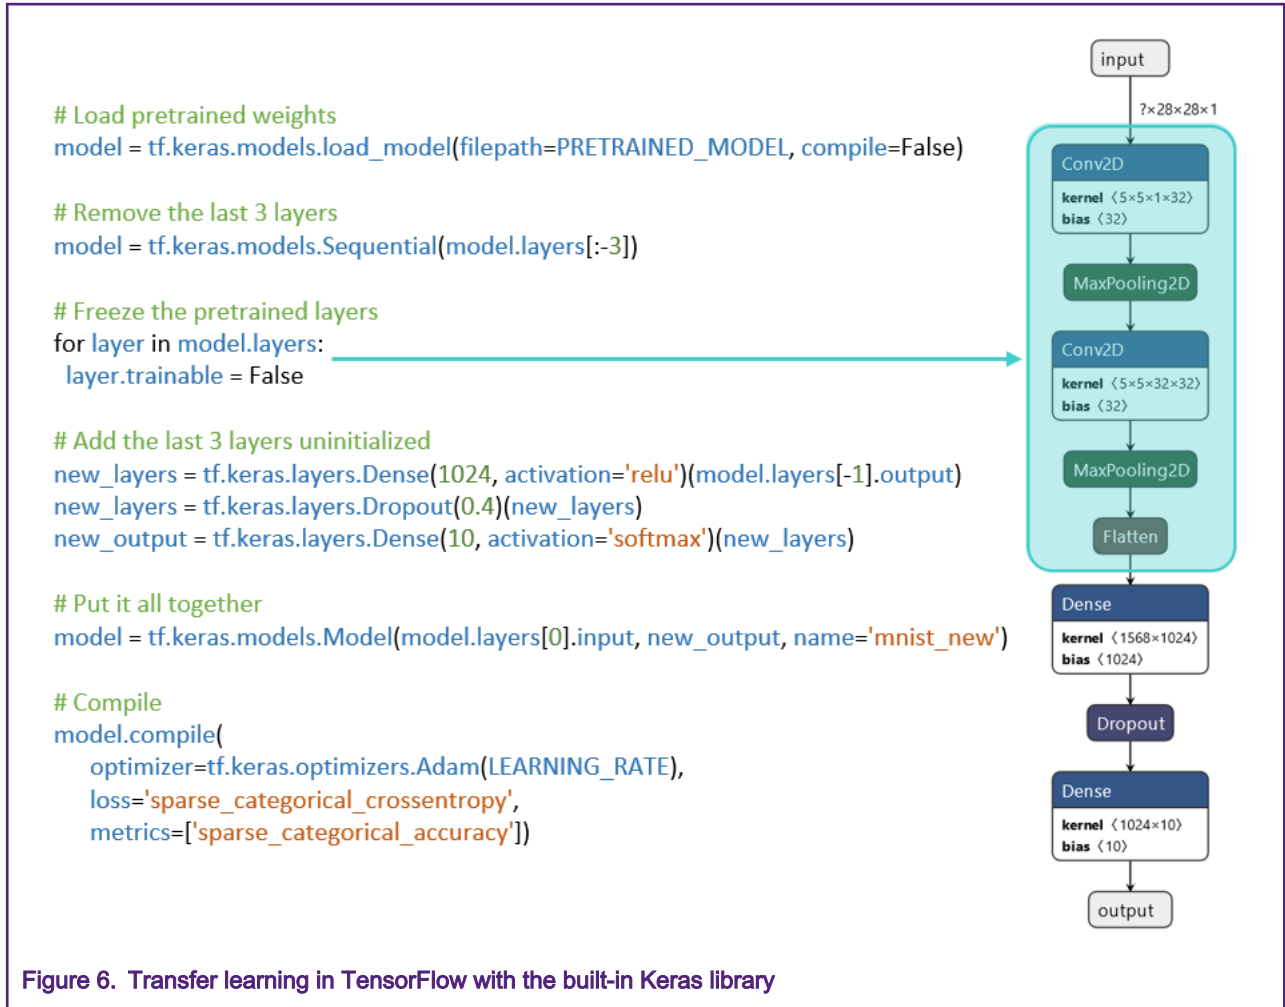 # Load pretrained weights
model = tf.keras.models.load_model(filepath=PRETRAINED_MODEL, compile=False)
# Remove the last 3 layers
model = tf.keras.models.Sequential(model.layers[:-3])
# Freeze the pretrained layers
for layer in model.layers:
  layer.trainable = False
# Add the last 3 layers uninitialized
new_layers = tf.keras.layers.Dense(1024, activation='relu')(model.layers[-1].output)
new_layers = tf.keras.layers.Dropout(0.4)(new_layers)
new_output = tf.keras.layers.Dense(10, activation='softmax')(new_layers)
# Put it all together
model = tf.keras.models.Model(model.layers[0].input, new_output, name='mnist_new')
# Compile
model.compile(
    optimizer=tf.keras.optimizers.Adam(LEARNING_RATE),
    loss='sparse_categorical_crossentropy',
    metrics=['sparse_categorical_accuracy'])
input
?×28×28×1
Conv2D
kernel 〈5×5×1×32〉
bias 〈32〉
MaxPooling2D
Conv2D
kernel 〈5×5×32×32〉
bias 〈32〉
MaxPooling2D
Flatten
Dense
kernel 〈1568×1024〉
bias 〈1024〉
Dropout
Dense
kernel 〈1024×10〉
bias 〈10〉
output
Figure 6. Transfer learning in TensorFlow with the built-in Keras library